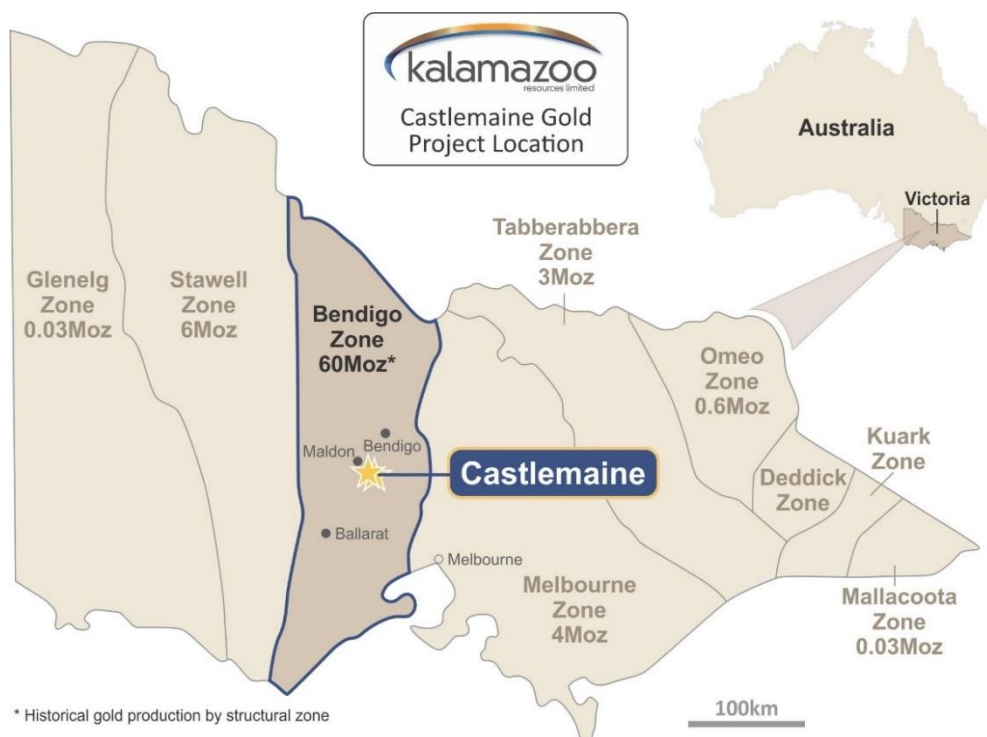 kalamazoo
resources limited
Castlemaine Gold
Project Location
Australia
Victoria
Glenelg
Zone
0.03Moz
Stawell
Zone
6Moz
Bendigo
Zone
60Moz*
Tabberabbera
Zone
3Moz
Omeo
Zone
0.6Moz
Kuark
Zone
Deddick
Zone
Maldon
Bendigo
Castlemaine
Ballarat
Melbourne
Melbourne
Zone
4Moz
Mallacoota
Zone
0.03Moz
* Historical gold production by structural zone
100km